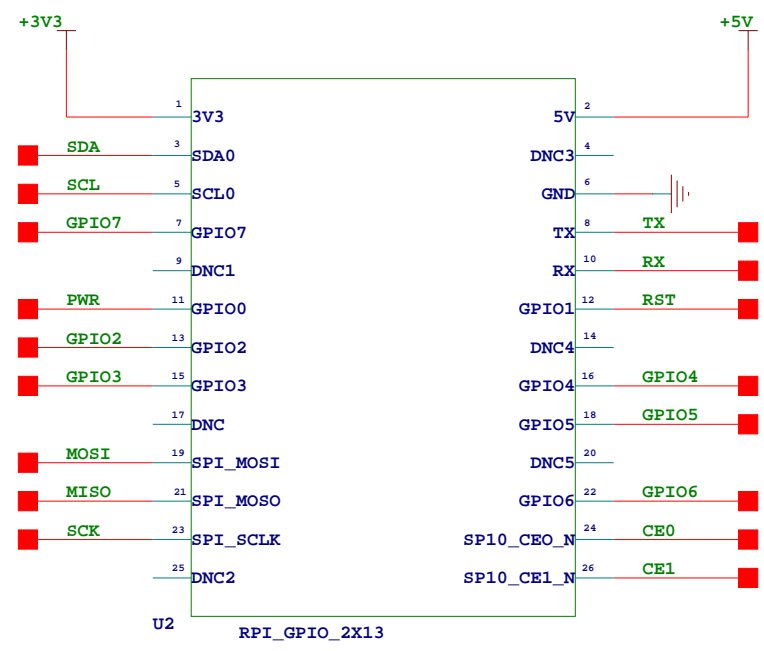 +3V3 +5V
1 3V3 5V 2
SDA 3 SDA0 DNC3 4
SCL 5 SCL0 GND 6
GPIO7 7 GPIO7 TX 8 TX
9 DNC1 RX 10 RX
PWR 11 GPIO0 GPIO1 12 RST
GPIO2 13 GPIO2 DNC4 14
GPIO3 15 GPIO3 GPIO4 16 GPIO4
17 DNC GPIO5 18 GPIO5
MOSI 19 SPI_MOSI DNC5 20
MISO 21 SPI_MOSO GPIO6 22 GPIO6
SCK 23 SPI_SCLK SP10_CEO_N 24 CE0
25 DNC2 SP10_CE1_N 26 CE1
U2 RPI_GPIO_2X13